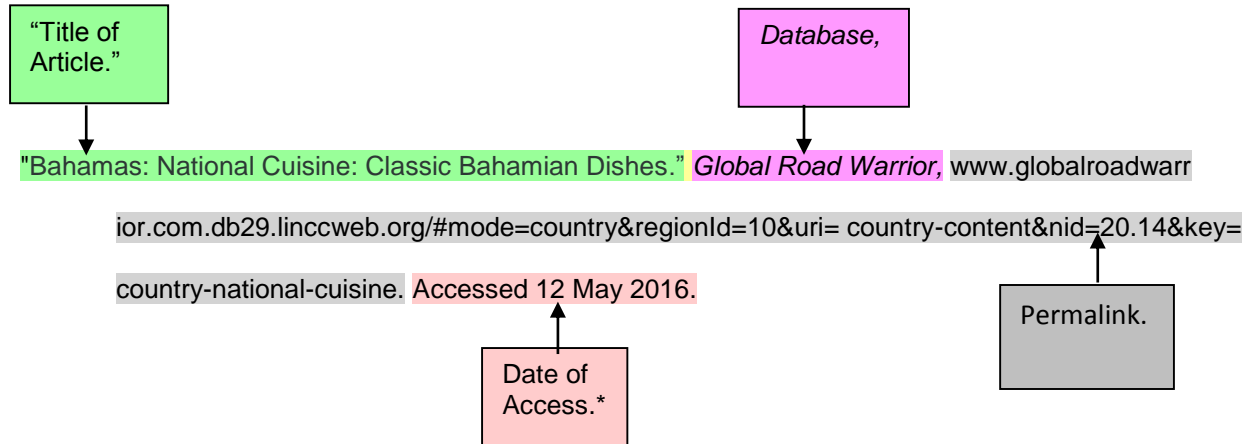 “Title of
Article.”
Database,
"Bahamas: National Cuisine: Classic Bahamian Dishes.” Global Road Warrior, www.globalroadwarr
ior.com.db29.linccweb.org/#mode=country&regionId=10&uri= country-content&nid=20.14&key=
country-national-cuisine. Accessed 12 May 2016.
Permalink.
Date of
Access.*